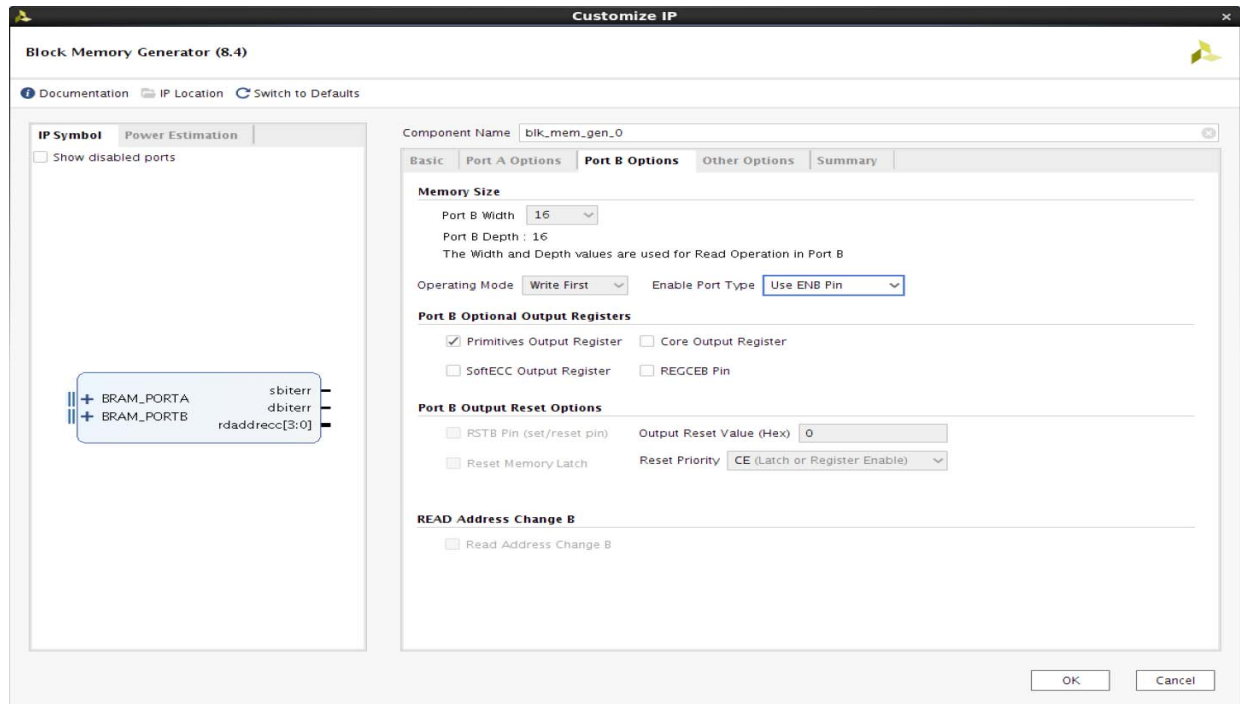 Customize IP
Block Memory Generator (8.4)
Documentation IP Location Switch to Defaults
IP Symbol Power Estimation
Show disabled ports
BRAM_PORTA
BRAM_PORTB
sbiterr
dbiterr
rdaddrecc[3:0]
Component Name blk_mem_gen_0
Basic Port A Options Port B Options Other Options Summary
Memory Size
Port B Width 16
Port B Depth : 16
The Width and Depth values are used for Read Operation in Port B
Operating Mode Write First Enable Port Type Use ENB Pin
Port B Optional Output Registers
Primitives Output Register Core Output Register
SoftECC Output Register REGCEB Pin
Port B Output Reset Options
RSTB Pin (set/reset pin) Output Reset Value (Hex) 0
Reset Memory Latch Reset Priority CE (Latch or Register Enable)
READ Address Change B
Read Address Change B
OK Cancel